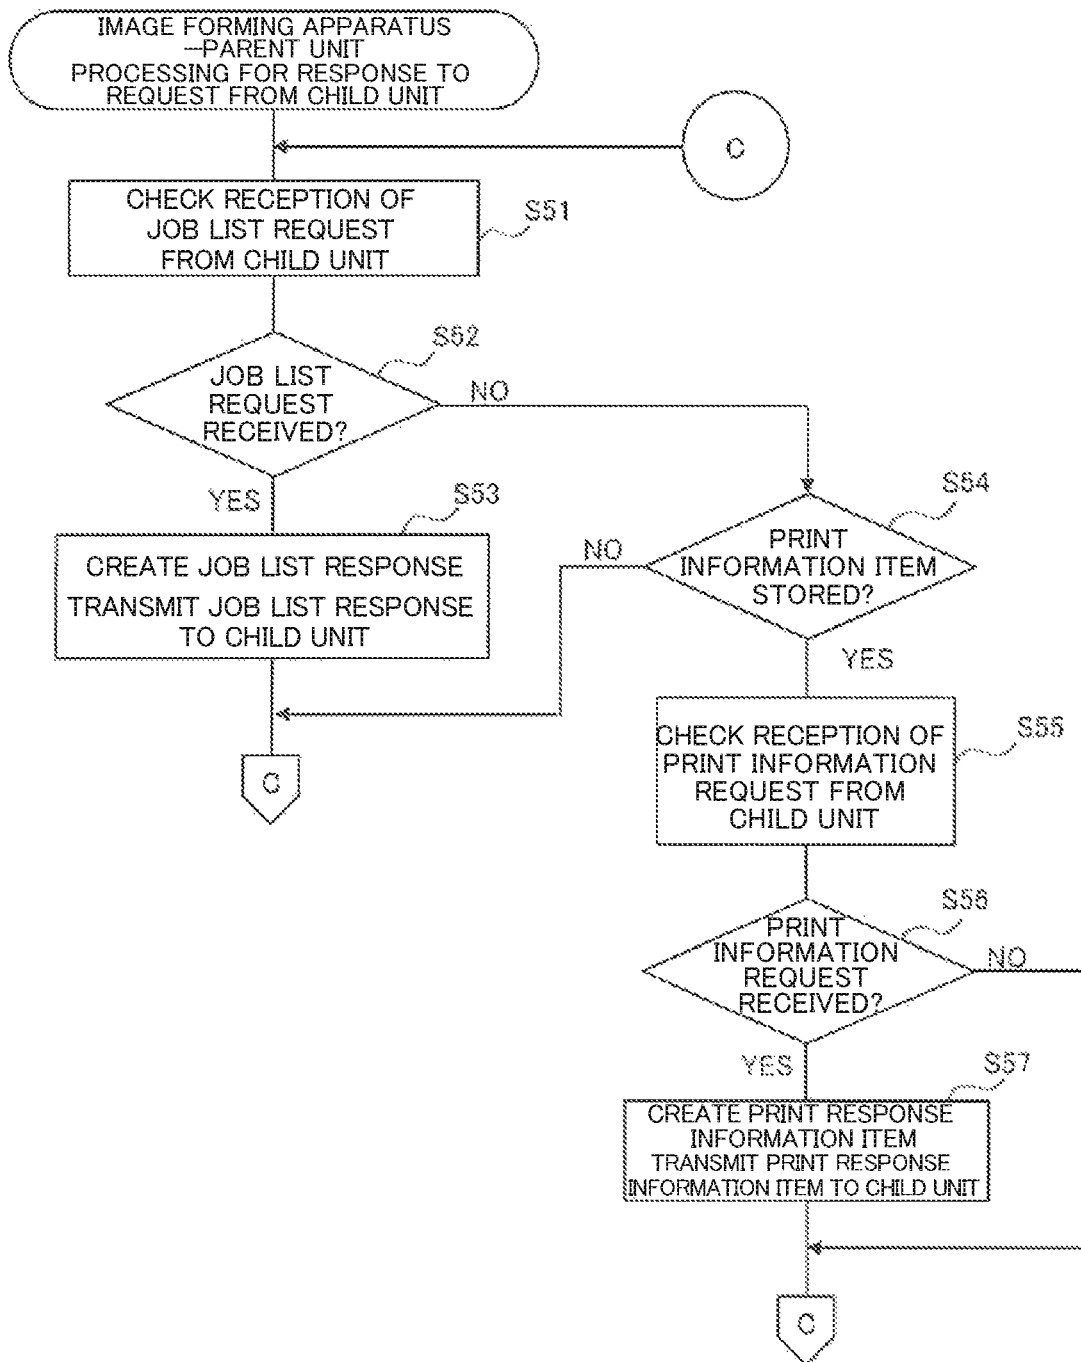 IMAGE FORMING APPARATUS
—PARENT UNIT
PROCESSING FOR RESPONSE TO
REQUEST FROM CHILD UNIT
C
CHECK RECEPTION OF
JOB LIST REQUEST
FROM CHILD UNIT
S51
S52
JOB LIST
REQUEST
RECEIVED?
NO
YES
S53
CREATE JOB LIST RESPONSE
TRANSMIT JOB LIST RESPONSE
TO CHILD UNIT
C
S54
PRINT
INFORMATION ITEM
STORED?
NO
YES
S55
CHECK RECEPTION OF
PRINT INFORMATION
REQUEST FROM
CHILD UNIT
S56
PRINT
INFORMATION
REQUEST
RECEIVED?
NO
YES
S57
CREATE PRINT RESPONSE
INFORMATION ITEM
TRANSMIT PRINT RESPONSE
INFORMATION ITEM TO CHILD UNIT
C